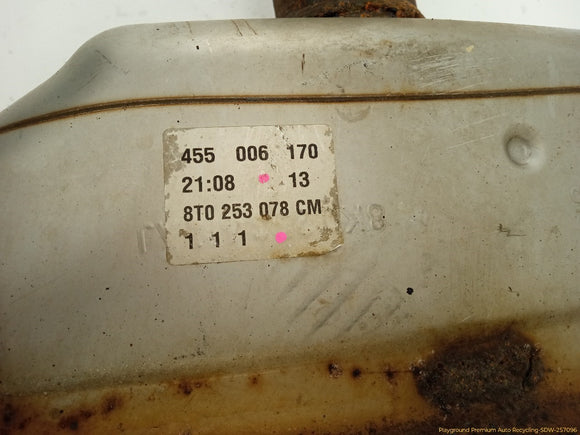 455 006 170
21:08 13
8T0 253 078 CM
1 1 1
Playground Premium Auto Recycling-SDW-257096